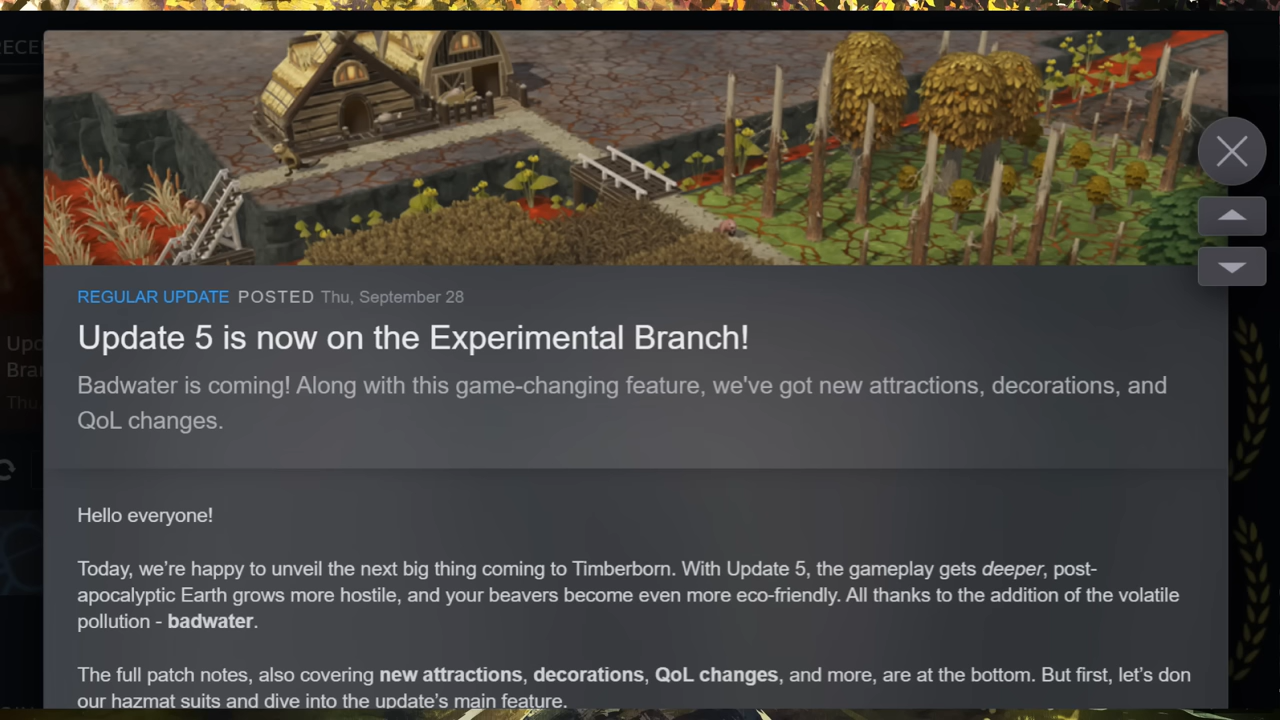 RECE
REGULAR UPDATE POSTED Thu, September 28
Update 5 is now on the Experimental Branch!
Badwater is coming! Along with this game-changing feature, we've got new attractions, decorations, and
QoL changes.
Hello everyone!
Today, we're happy to unveil the next big thing coming to Timberborn. With Update 5, the gameplay gets deeper, post-
apocalyptic Earth grows more hostile, and your beavers become even more eco-friendly. All thanks to the addition of the volatile
pollution - badwater.
The full patch notes, also covering new attractions, decorations, QoL changes, and more, are at the bottom. But first, let's don
our hazmat suits and dive into the update's main feature.